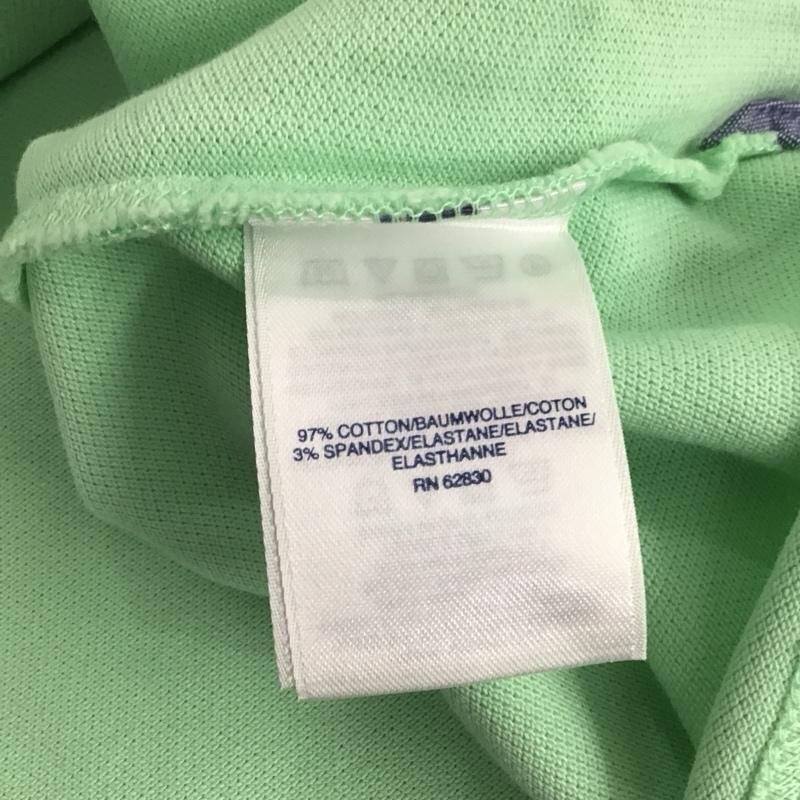 97% COTTON/BAUMWOLLE/COTON
3% SPANDEX/ELASTANE/ELASTANE/
ELASTHANNE
RN 62830